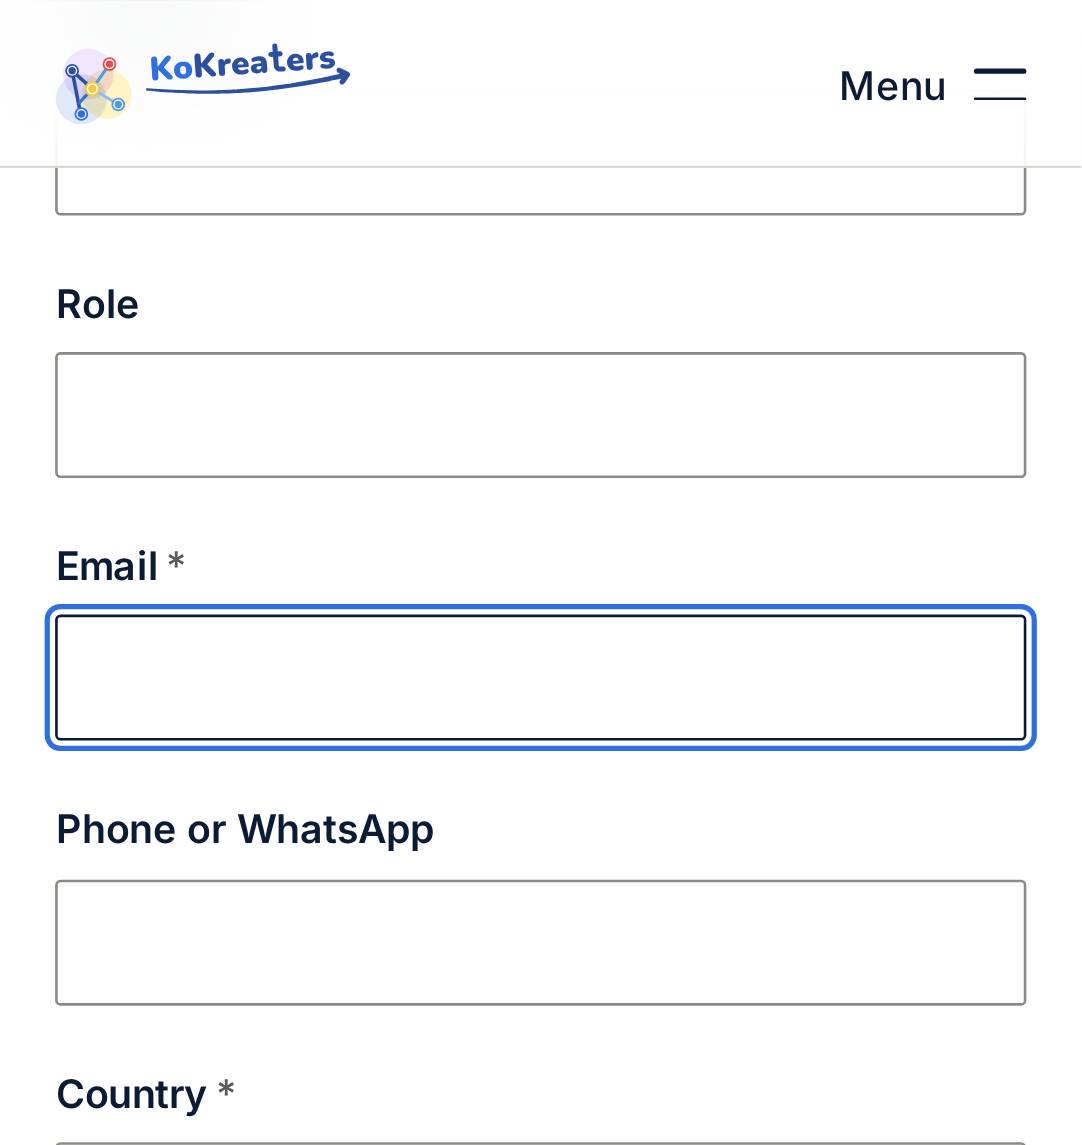 KoKreaters
Menu
Role
Email *
Phone or WhatsApp
Country *